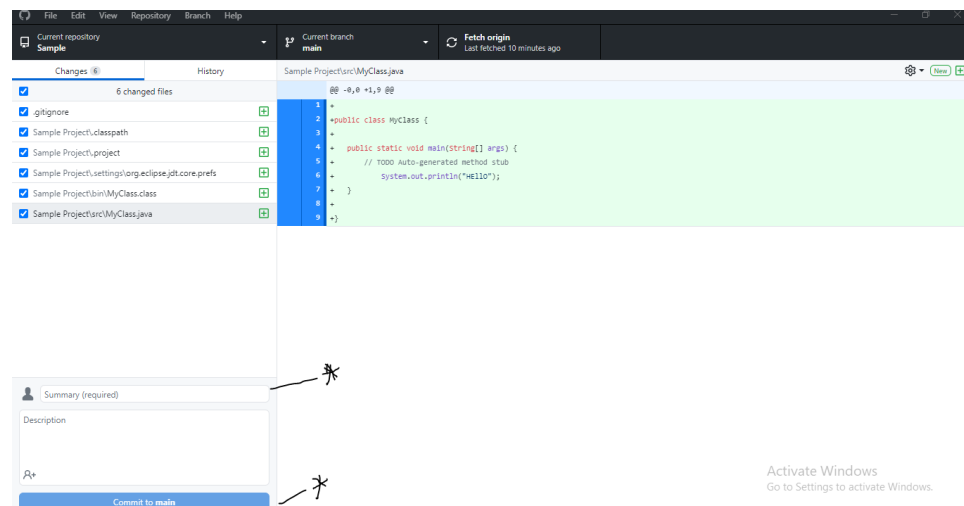 File Edit View Repository Branch Help
Current repository
Sample
Current branch
main
Fetch origin
Last fetched 10 minutes ago
Changes 6 History
6 changed files
.gitignore
Sample Project\.classpath
Sample Project\.project
Sample Project\.settings\org.eclipse.jdt.core.prefs
Sample Project\bin\MyClass.class
Sample Project\src\MyClass.java
Summary (required)
Description
Commit to main
Sample Project\src\MyClass.java New
@@ -0,0 +1,9 @@
1 +
2 +public class MyClass {
3 +
4 + public static void main(String[] args) {
5 + // TODO Auto-generated method stub
6 + System.out.println("HEllO");
7 + }
8 +
9 +}
Activate Windows
Go to Settings to activate Windows.